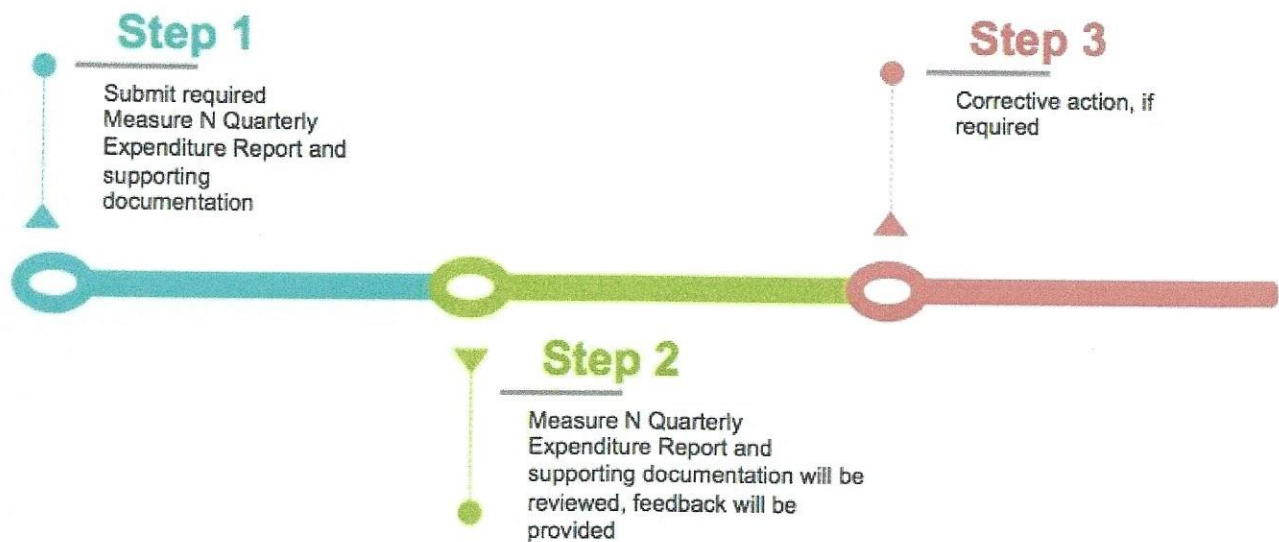 Step 1
Submit required
Measure N Quarterly
Expenditure Report and
supporting
documentation
Step 2
Measure N Quarterly
Expenditure Report and
supporting documentation will be
reviewed, feedback will be
provided
Step 3
Corrective action, if
required